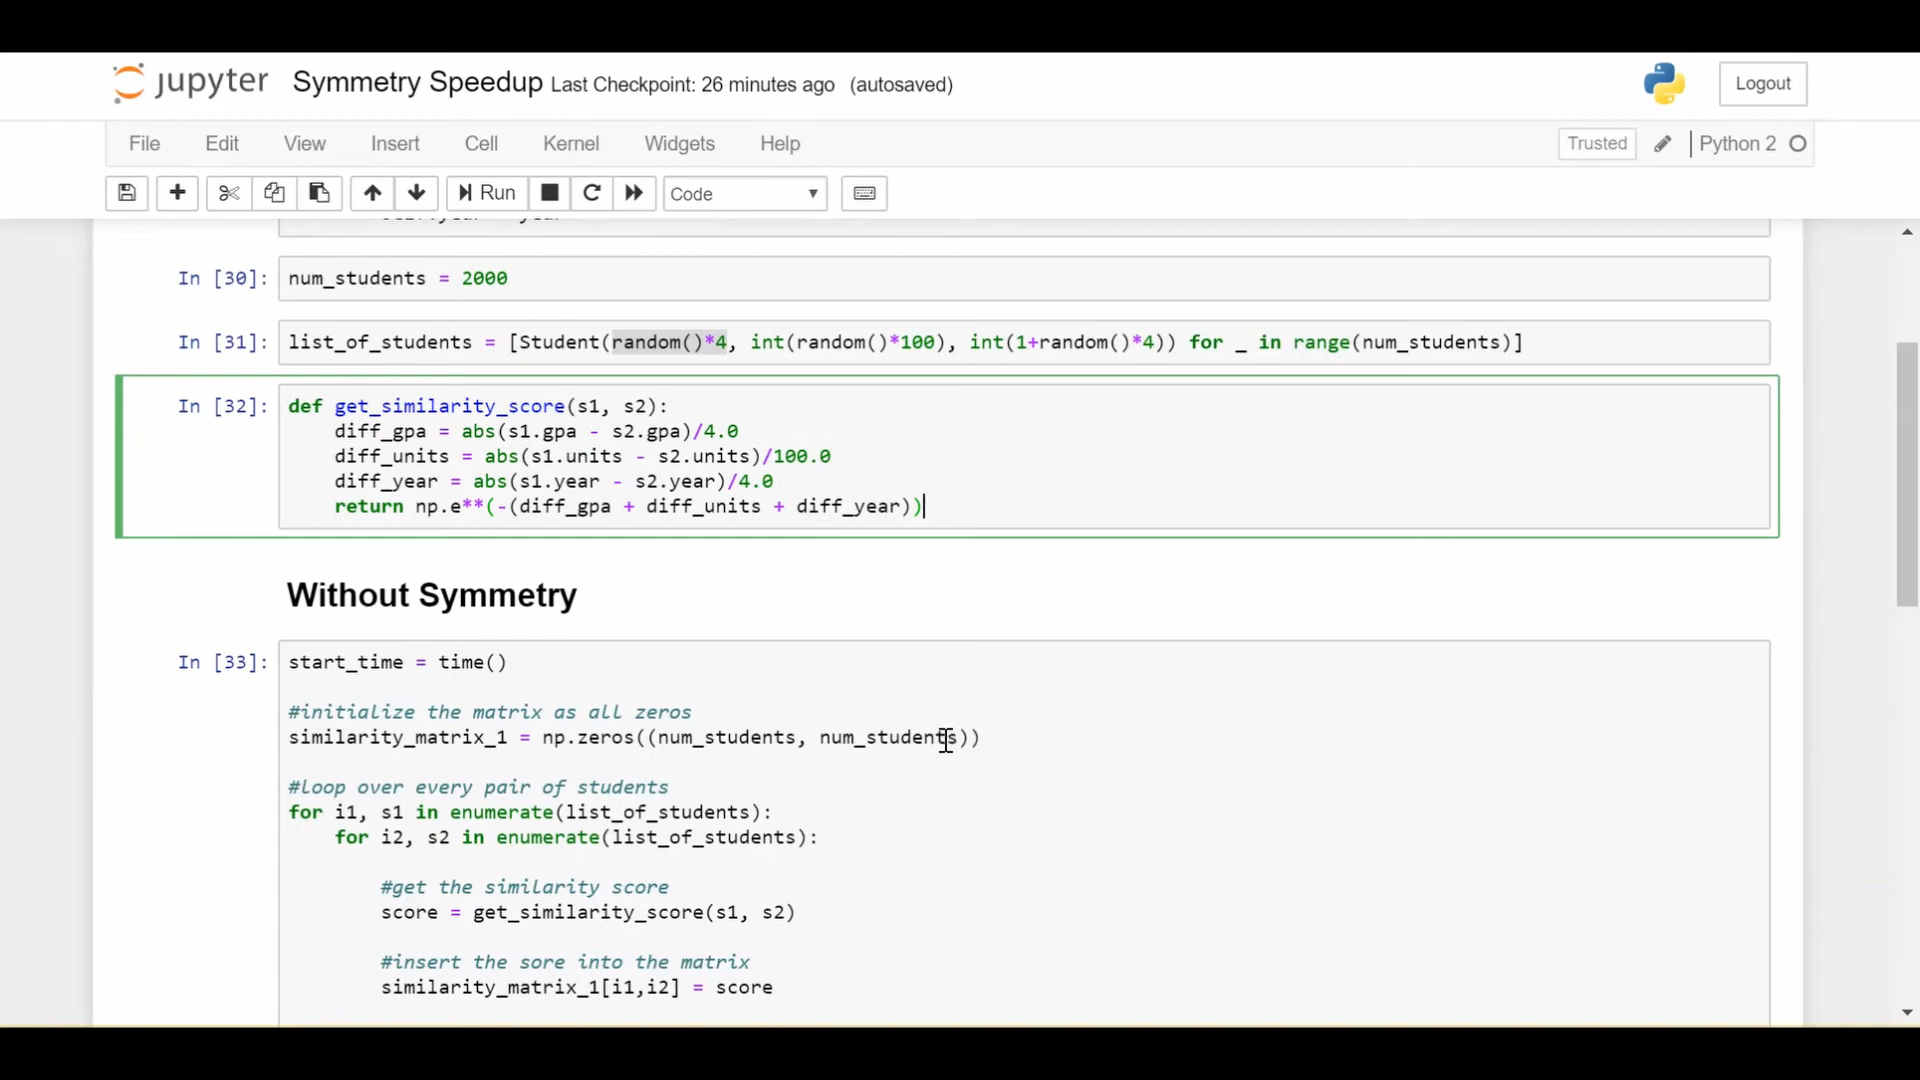 jupyter Symmetry Speedup Last Checkpoint: 26 minutes ago (autosaved) Logout
File Edit View Insert Cell Kernel Widgets Help Trusted Python 2
Run Code
In [30]: num_students = 2000
In [31]: list_of_students = [Student(random()*4, int(random()*100), int(1+random()*4)) for _ in range(num_students)]
In [32]: def get_similarity_score(s1, s2):
diff_gpa = abs(s1.gpa - s2.gpa)/4.0
diff_units = abs(s1.units - s2.units)/100.0
diff_year = abs(s1.year - s2.year)/4.0
return np.e**(-(diff_gpa + diff_units + diff_year))
Without Symmetry
In [33]: start_time = time()
#initialize the matrix as all zeros
similarity_matrix_1 = np.zeros((num_students, num_students))
#loop over every pair of students
for i1, s1 in enumerate(list_of_students):
for i2, s2 in enumerate(list_of_students):
#get the similarity score
score = get_similarity_score(s1, s2)
#insert the sore into the matrix
similarity_matrix_1[i1,i2] = score